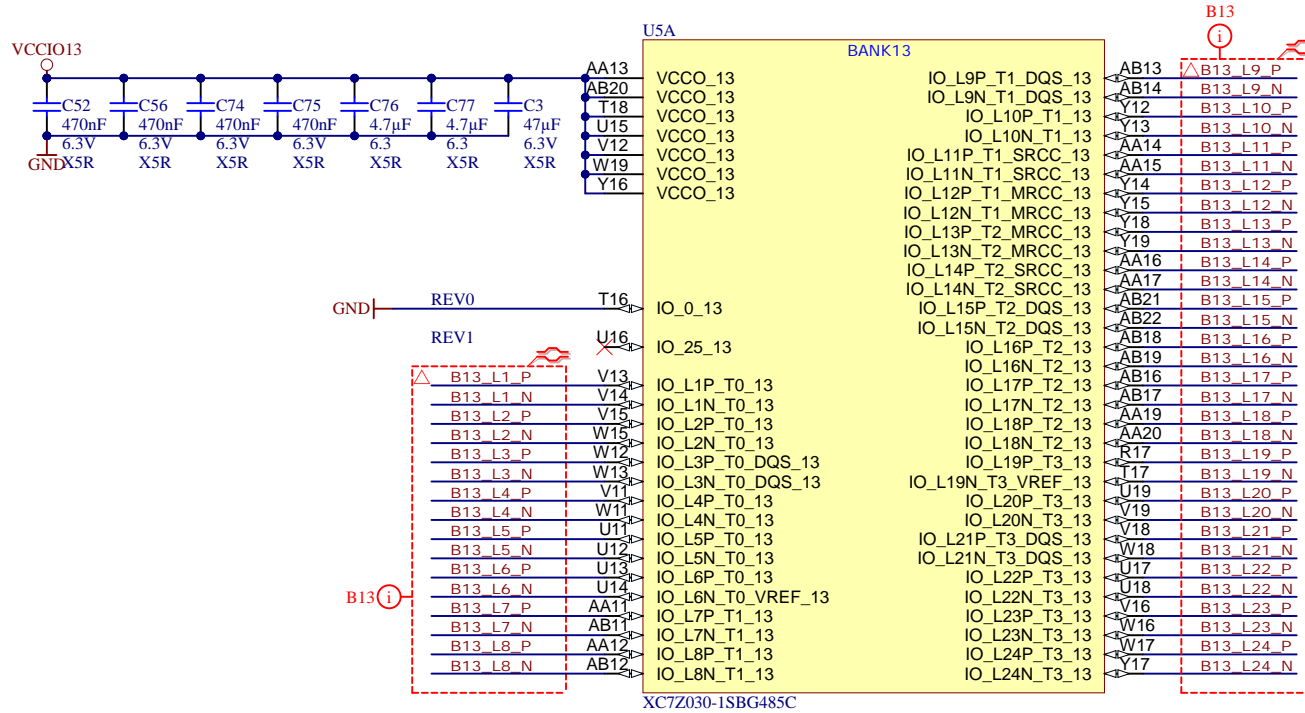 B13
U5A
BANK13
VCCIO13
GND
C52 470nF 6.3V X5R
C56 470nF 6.3V X5R
C74 470nF 6.3V X5R
C75 470nF 6.3V X5R
C76 4.7µF 6.3 X5R
C77 4.7µF 6.3 X5R
C3 47µF 6.3V X5R
AA13 VCCO_13
AB20 VCCO_13
T18 VCCO_13
U15 VCCO_13
V12 VCCO_13
W19 VCCO_13
Y16 VCCO_13
GND REV0 T16 IO_0_13
REV1 U16 IO_25_13
B13_L1_P V13 IO_L1P_T0_13
B13_L1_N V14 IO_L1N_T0_13
B13_L2_P V15 IO_L2P_T0_13
B13_L2_N W15 IO_L2N_T0_13
B13_L3_P W12 IO_L3P_T0_DQS_13
B13_L3_N W13 IO_L3N_T0_DQS_13
B13_L4_P V11 IO_L4P_T0_13
B13_L4_N W11 IO_L4N_T0_13
B13_L5_P U11 IO_L5P_T0_13
B13_L5_N U12 IO_L5N_T0_13
B13_L6_P U13 IO_L6P_T0_13
B13 i
B13_L6_N U14 IO_L6N_T0_VREF_13
B13_L7_P AA11 IO_L7P_T1_13
B13_L7_N AB11 IO_L7N_T1_13
B13_L8_P AA12 IO_L8P_T1_13
B13_L8_N AB12 IO_L8N_T1_13
i
IO_L9P_T1_DQS_13 AB13 B13_L9_P
IO_L9N_T1_DQS_13 AB14 B13_L9_N
IO_L10P_T1_13 Y12 B13_L10_P
IO_L10N_T1_13 Y13 B13_L10_N
IO_L11P_T1_SRCC_13 AA14 B13_L11_P
IO_L11N_T1_SRCC_13 AA15 B13_L11_N
IO_L12P_T1_MRCC_13 Y14 B13_L12_P
IO_L12N_T1_MRCC_13 Y15 B13_L12_N
IO_L13P_T2_MRCC_13 Y18 B13_L13_P
IO_L13N_T2_MRCC_13 Y19 B13_L13_N
IO_L14P_T2_SRCC_13 AA16 B13_L14_P
IO_L14N_T2_SRCC_13 AA17 B13_L14_N
IO_L15P_T2_DQS_13 AB21 B13_L15_P
IO_L15N_T2_DQS_13 AB22 B13_L15_N
IO_L16P_T2_13 AB18 B13_L16_P
IO_L16N_T2_13 AB19 B13_L16_N
IO_L17P_T2_13 AB16 B13_L17_P
IO_L17N_T2_13 AB17 B13_L17_N
IO_L18P_T2_13 AA19 B13_L18_P
IO_L18N_T2_13 AA20 B13_L18_N
IO_L19P_T3_13 R17 B13_L19_P
IO_L19N_T3_VREF_13 T17 B13_L19_N
IO_L20P_T3_13 U19 B13_L20_P
IO_L20N_T3_13 V19 B13_L20_N
IO_L21P_T3_DQS_13 V18 B13_L21_P
IO_L21N_T3_DQS_13 W18 B13_L21_N
IO_L22P_T3_13 U17 B13_L22_P
IO_L22N_T3_13 U18 B13_L22_N
IO_L23P_T3_13 V16 B13_L23_P
IO_L23N_T3_13 W16 B13_L23_N
IO_L24P_T3_13 W17 B13_L24_P
IO_L24N_T3_13 Y17 B13_L24_N
XC7Z030-1SBG485C